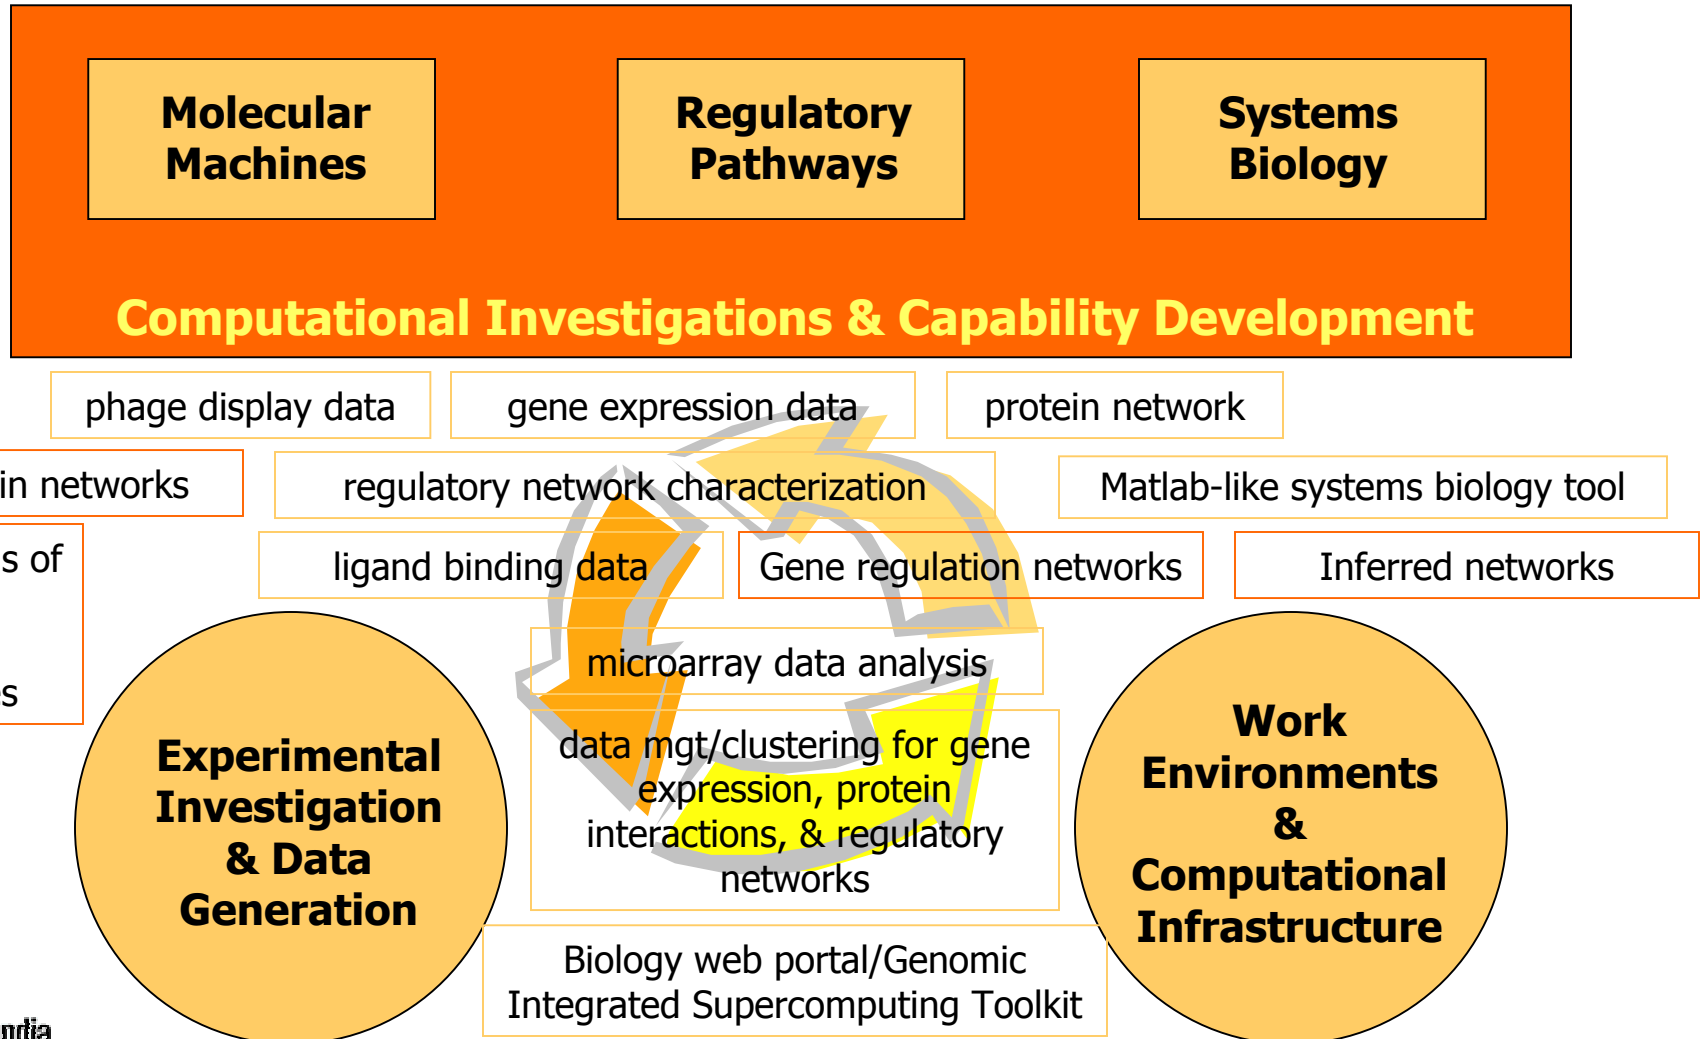 Molecular
Machines
Regulatory
Pathways
Systems
Biology
Computational Investigations & Capability Development
phage display data
gene expression data
protein network
in networks
regulatory network characterization
Matlab-like systems biology tool
s of
ligand binding data
Gene regulation networks
Inferred networks
microarray data analysis
es
Experimental
Investigation
& Data
Generation
data mgt/clustering for gene
expression, protein
interactions, & regulatory
networks
Work
Environments
&
Computational
Infrastructure
Biology web portal/Genomic
Integrated Supercomputing Toolkit
ndia